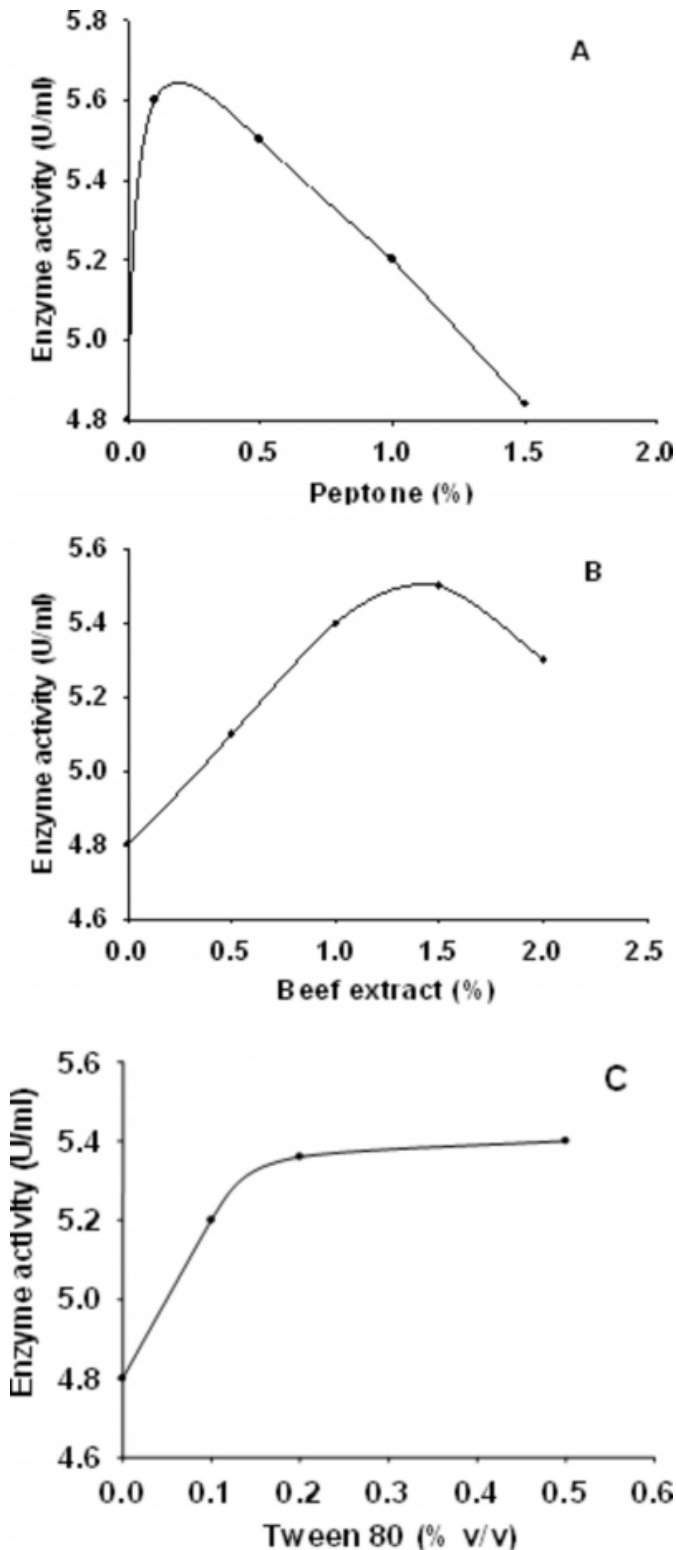 A
Enzyme activity (U/ml)
5.8
5.6
5.4
5.2
5.0
4.8
0.0 0.5 1.0 1.5 2.0
Peptone (%)
B
Enzyme activity (U/ml)
5.6
5.4
5.2
5.0
4.8
4.6
0.0 0.5 1.0 1.5 2.0 2.5
Beef extract (%)
C
Enzyme activity (U/ml)
5.6
5.4
5.2
5.0
4.8
4.6
0.0 0.1 0.2 0.3 0.4 0.5 0.6
Tween 80 (% v/v)